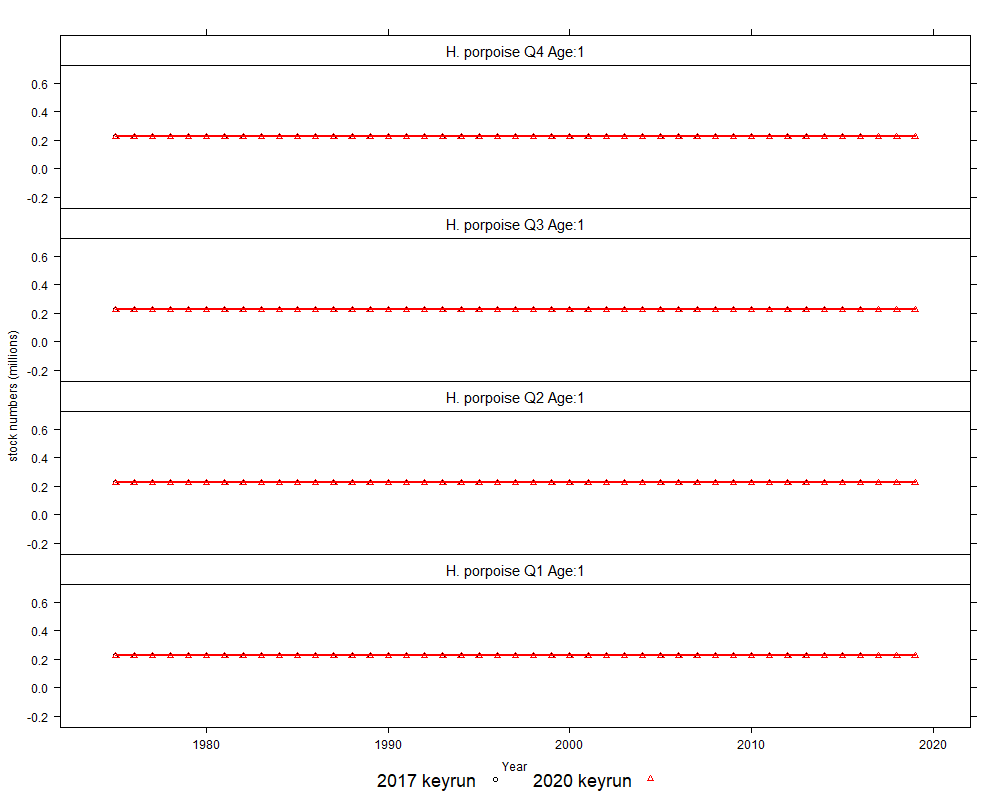 H. porpoise Q4 Age:1
0.6
0.4
0.2
0.0
-0.2
H. porpoise Q3 Age:1
0.6
0.4
0.2
0.0
-0.2
stock numbers (millions)
H. porpoise Q2 Age:1
0.6
0.4
0.2
0.0
-0.2
H. porpoise Q1 Age:1
0.6
0.4
0.2
0.0
-0.2
1980 1990 2000 2010 2020
Year
2017 keyrun 2020 keyrun